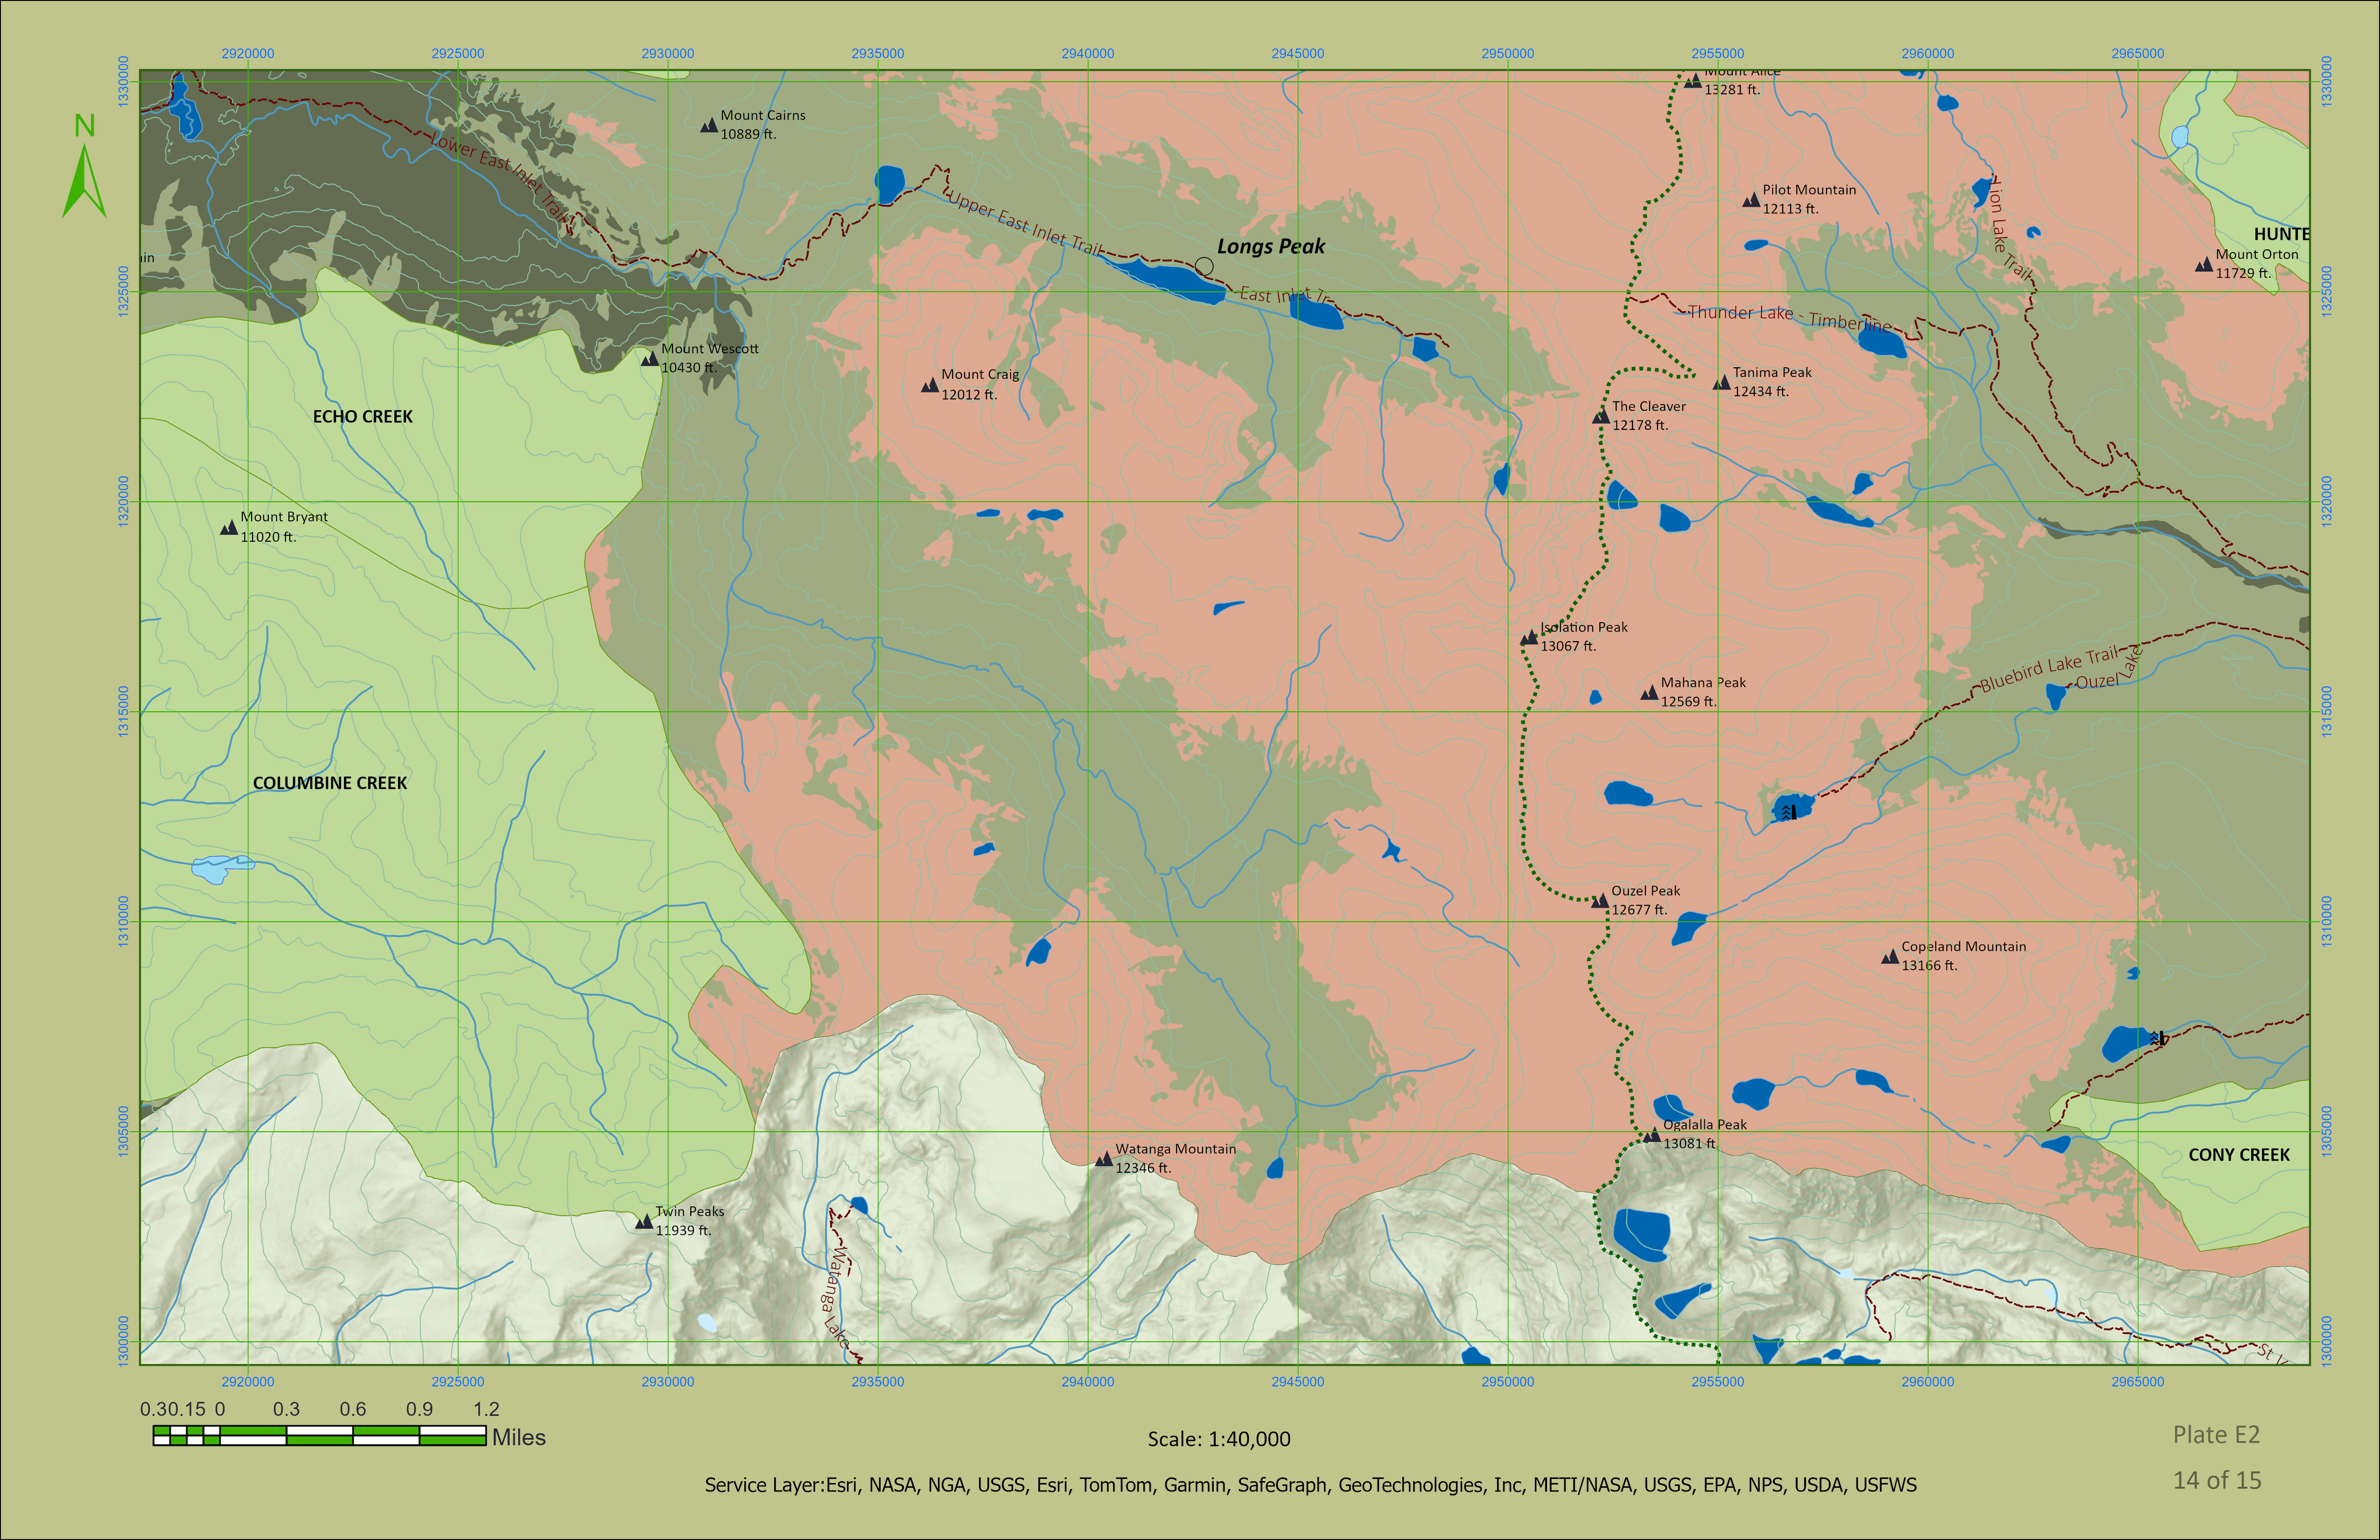 2920000 2925000 2930000 2935000 2940000 2945000 2950000 2955000 2960000 2965000
1330000
1330000
N
Mount Alice
13281 ft.
Mount Cairns
10889 ft.
Lower East Inlet Trail
Pilot Mountain
12113 ft.
Lion Lake Trail
Upper East Inlet Trail
HUNTE
Longs Peak
Mount Orton
11729 ft.
ain
1325000
East Inlet Tr
1325000
Thunder Lake - Timberline
Mount Wescott
10430 ft.
Mount Craig
12012 ft.
Tanima Peak
12434 ft.
ECHO CREEK
The Cleaver
12178 ft.
1320000
1320000
Mount Bryant
11020 ft.
Isolation Peak
13067 ft.
Bluebird Lake Trail
Ouzel Lake
Mahana Peak
12569 ft.
1315000
1315000
COLUMBINE CREEK
Ouzel Peak
12677 ft.
1310000
1310000
Copeland Mountain
13166 ft.
1305000
Ogalalla Peak
13081 ft
1305000
Watanga Mountain
12346 ft.
CONY CREEK
Twin Peaks
11939 ft.
Watanga Lake
1300000
1300000
2920000 2925000 2930000 2935000 2940000 2945000 2950000 2955000 2960000 2965000
0.30.15 0 0.3 0.6 0.9 1.2
Miles
Scale: 1:40,000
Plate E2
14 of 15
Service Layer:Esri, NASA, NGA, USGS, Esri, TomTom, Garmin, SafeGraph, GeoTechnologies, Inc, METI/NASA, USGS, EPA, NPS, USDA, USFWS